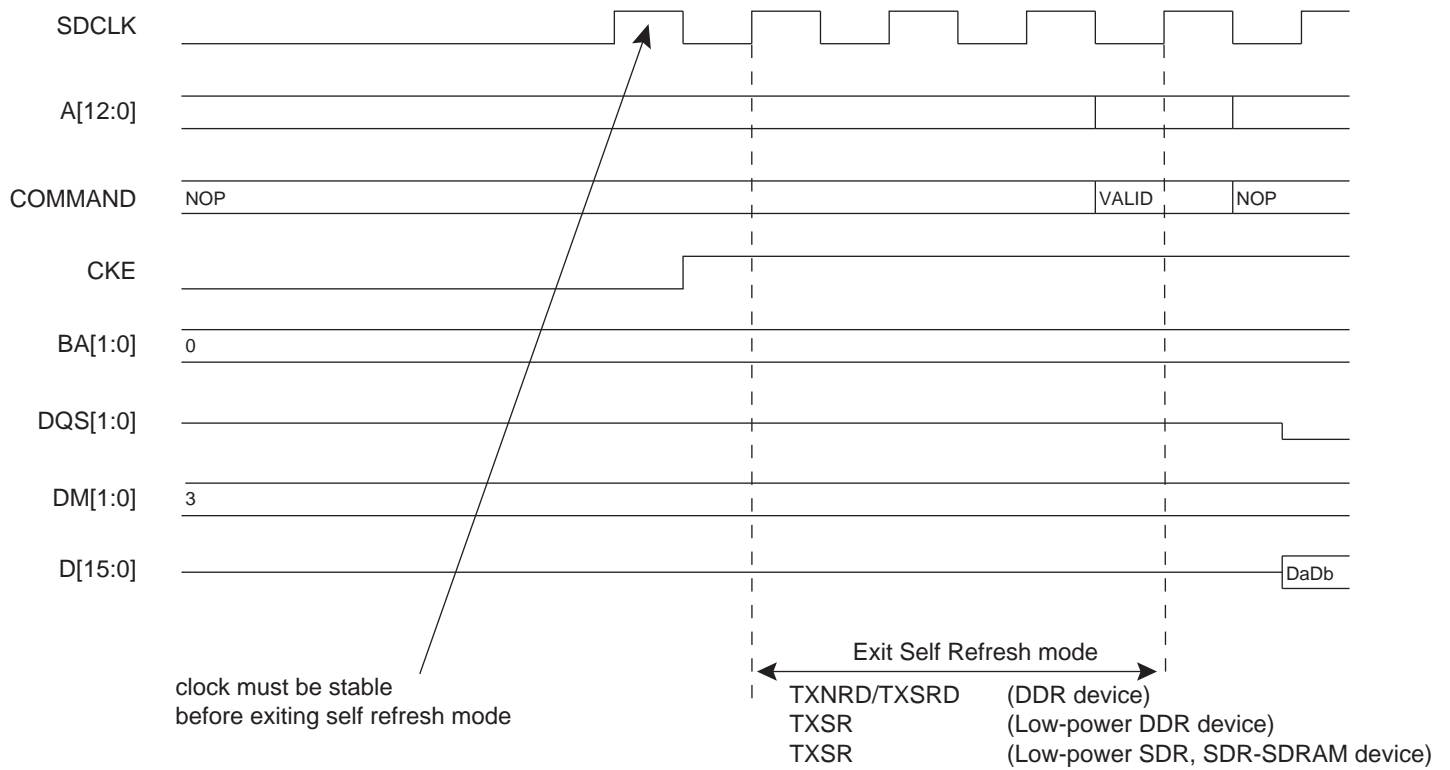 SDCLK
A[12:0]
COMMAND NOP VALID NOP
CKE
BA[1:0] 0
DQS[1:0]
DM[1:0] 3
D[15:0] DaDb
clock must be stable
before exiting self refresh mode
Exit Self Refresh mode
TXNRD/TXSRD (DDR device)
TXSR (Low-power DDR device)
TXSR (Low-power SDR, SDR-SDRAM device)